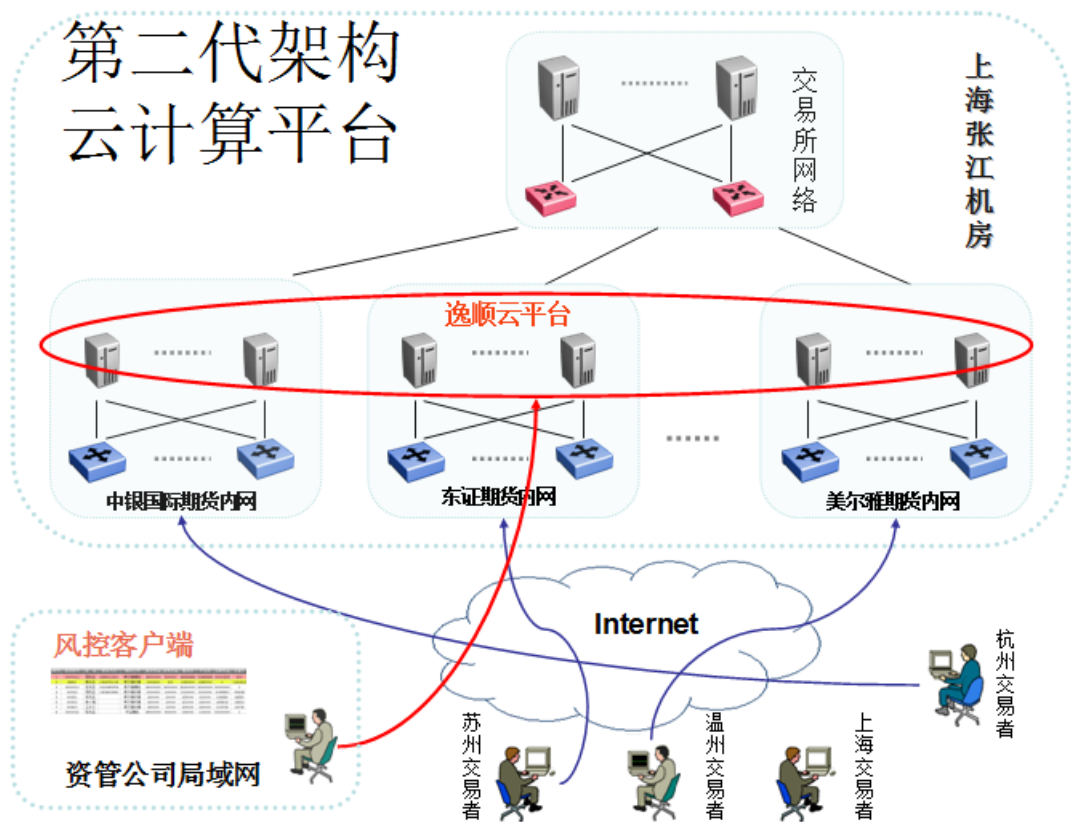 第二代架构
云计算平台
交易所网络
上海张江机房
逸顺云平台
中银国际期货内网
东证期货内网
美尔雅期货内网
Internet
风控客户端
资管公司局域网
苏州交易者
温州交易者
上海交易者
杭州交易者